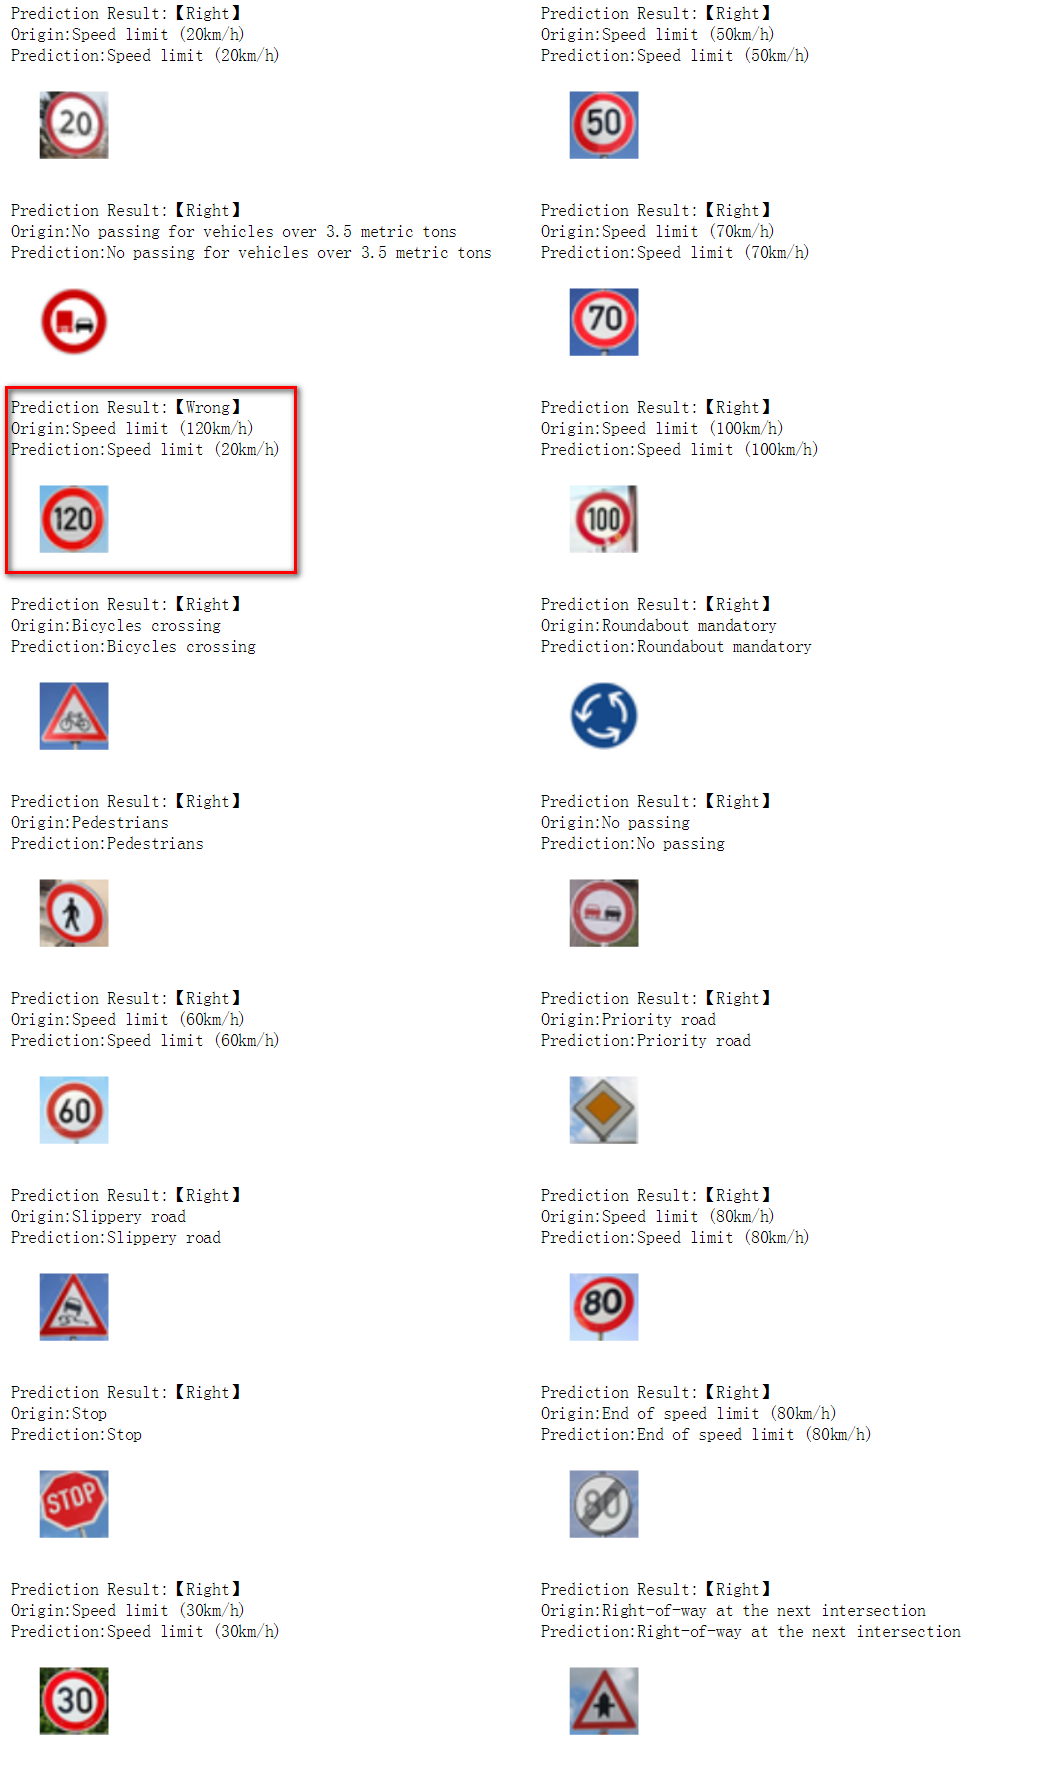 Prediction Result:【Right】
Origin:Speed limit (20km/h)
Prediction:Speed limit (20km/h)
20
Prediction Result:【Right】
Origin:Speed limit (50km/h)
Prediction:Speed limit (50km/h)
50
Prediction Result:【Right】
Origin:No passing for vehicles over 3.5 metric tons
Prediction:No passing for vehicles over 3.5 metric tons
Prediction Result:【Right】
Origin:Speed limit (70km/h)
Prediction:Speed limit (70km/h)
70
Prediction Result:【Wrong】
Origin:Speed limit (120km/h)
Prediction:Speed limit (20km/h)
120
Prediction Result:【Right】
Origin:Speed limit (100km/h)
Prediction:Speed limit (100km/h)
100
Prediction Result:【Right】
Origin:Bicycles crossing
Prediction:Bicycles crossing
Prediction Result:【Right】
Origin:Roundabout mandatory
Prediction:Roundabout mandatory
Prediction Result:【Right】
Origin:Pedestrians
Prediction:Pedestrians
Prediction Result:【Right】
Origin:No passing
Prediction:No passing
Prediction Result:【Right】
Origin:Speed limit (60km/h)
Prediction:Speed limit (60km/h)
60
Prediction Result:【Right】
Origin:Priority road
Prediction:Priority road
Prediction Result:【Right】
Origin:Slippery road
Prediction:Slippery road
Prediction Result:【Right】
Origin:Speed limit (80km/h)
Prediction:Speed limit (80km/h)
80
Prediction Result:【Right】
Origin:Stop
Prediction:Stop
STOP
Prediction Result:【Right】
Origin:End of speed limit (80km/h)
Prediction:End of speed limit (80km/h)
80
Prediction Result:【Right】
Origin:Speed limit (30km/h)
Prediction:Speed limit (30km/h)
30
Prediction Result:【Right】
Origin:Right-of-way at the next intersection
Prediction:Right-of-way at the next intersection